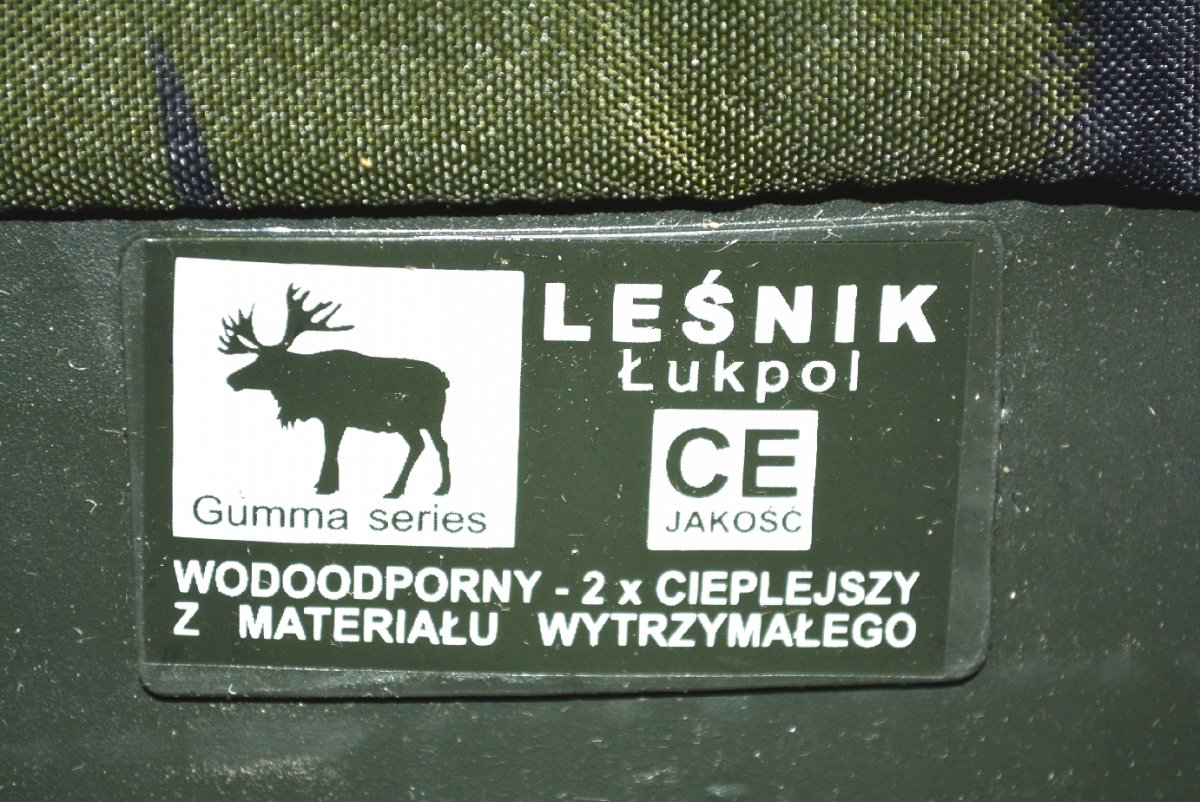 LEŚNIK
Łukpol
CE
JAKOŚĆ
Gumma series
WODOODPORNY - 2 x CIEPLEJSZY
Z MATERIAŁU WYTRZYMAŁEGO